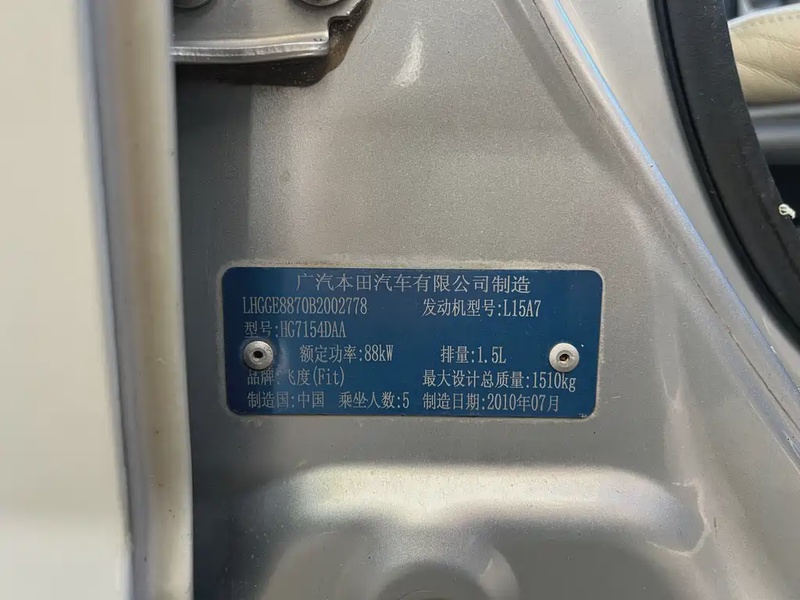 广汽本田汽车有限公司制造
LHGGE8870B2002778 发动机型号:L15A7
型号:HG7154DAA
额定功率:88kW 排量:1.5L
品牌:飞度(Fit) 最大设计总质量:1510kg
制造国:中国 乘坐人数:5 制造日期:2010年07月